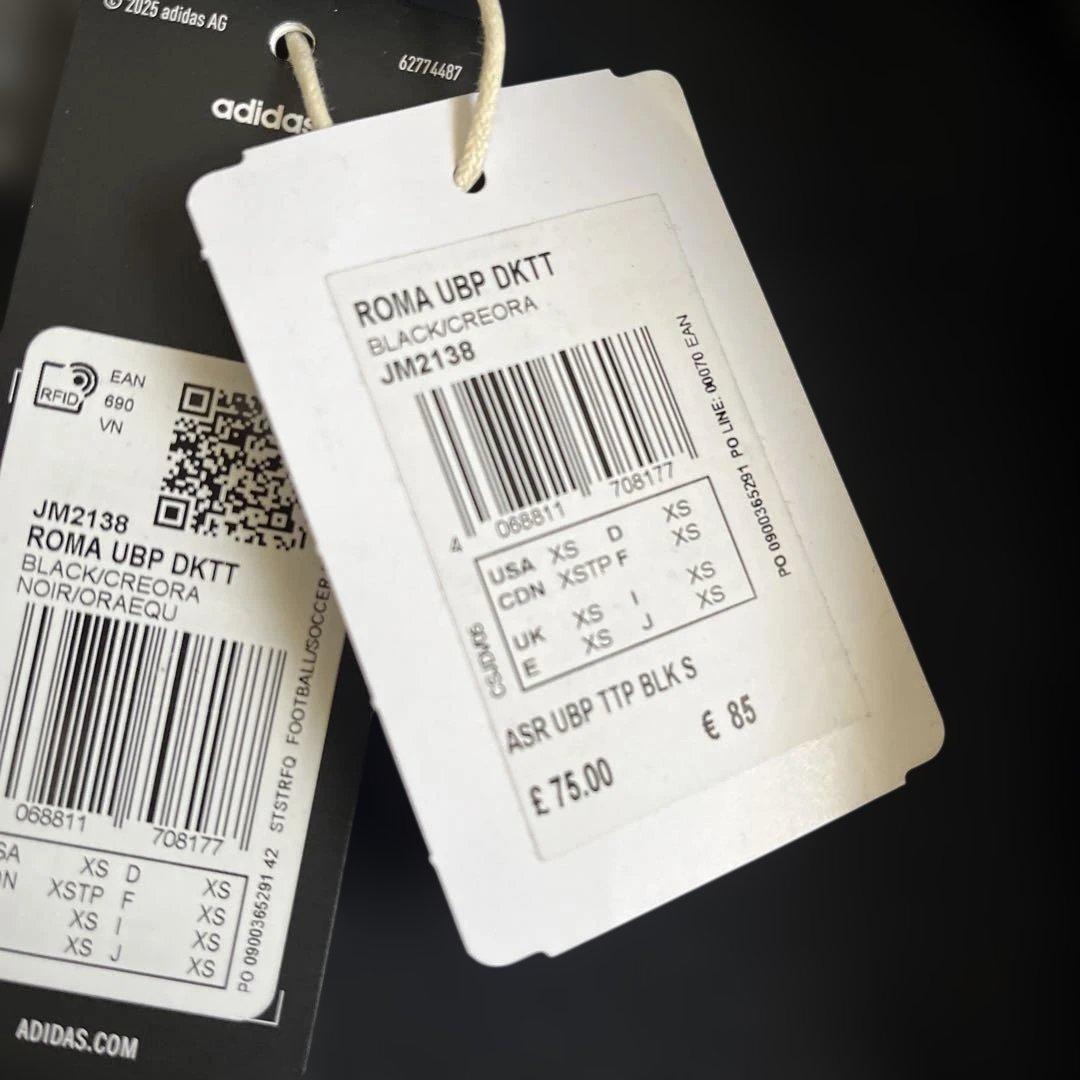 © 2025 adidas AG
62774487
adidas
ROMA UBP DKTT
BLACK/CREORA
JM2138
4 068811 708177
USA XS D XS
CDN XSTP F XS
UK XS I XS
E XS J XS
PO 0900365291 PO LINE: 00070 EAN
ASR UBP TTP BLK S
£ 75.00 € 85
RFID
EAN
690
VN
JM2138
ROMA UBP DKTT
BLACK/CREORA
NOIR/ORAEQU
068811 708177
SA XS D XS
XSTP F XS
XS I XS
XS J XS
PO 0900365291 42 STSTRFQ FOOTBALL/SOCCER
ADIDAS.COM